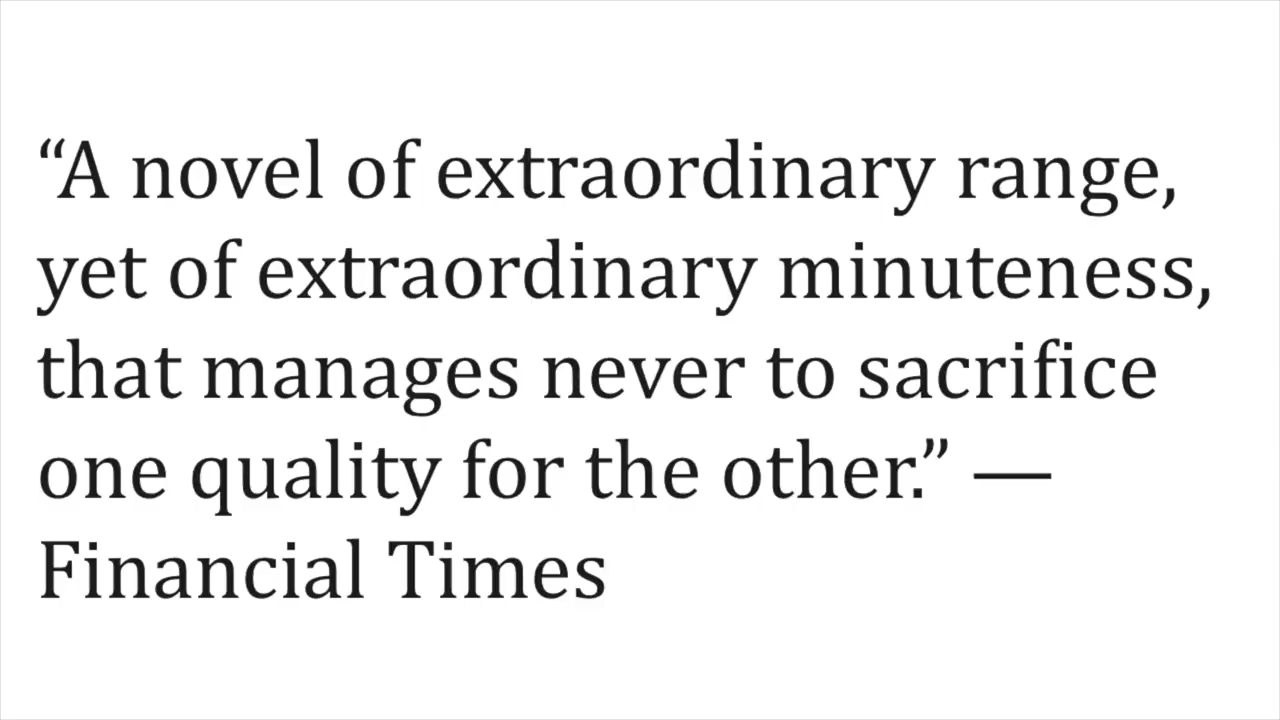 “A novel of extraordinary range,
yet of extraordinary minuteness,
that manages never to sacrifice
one quality for the other.” —
Financial Times